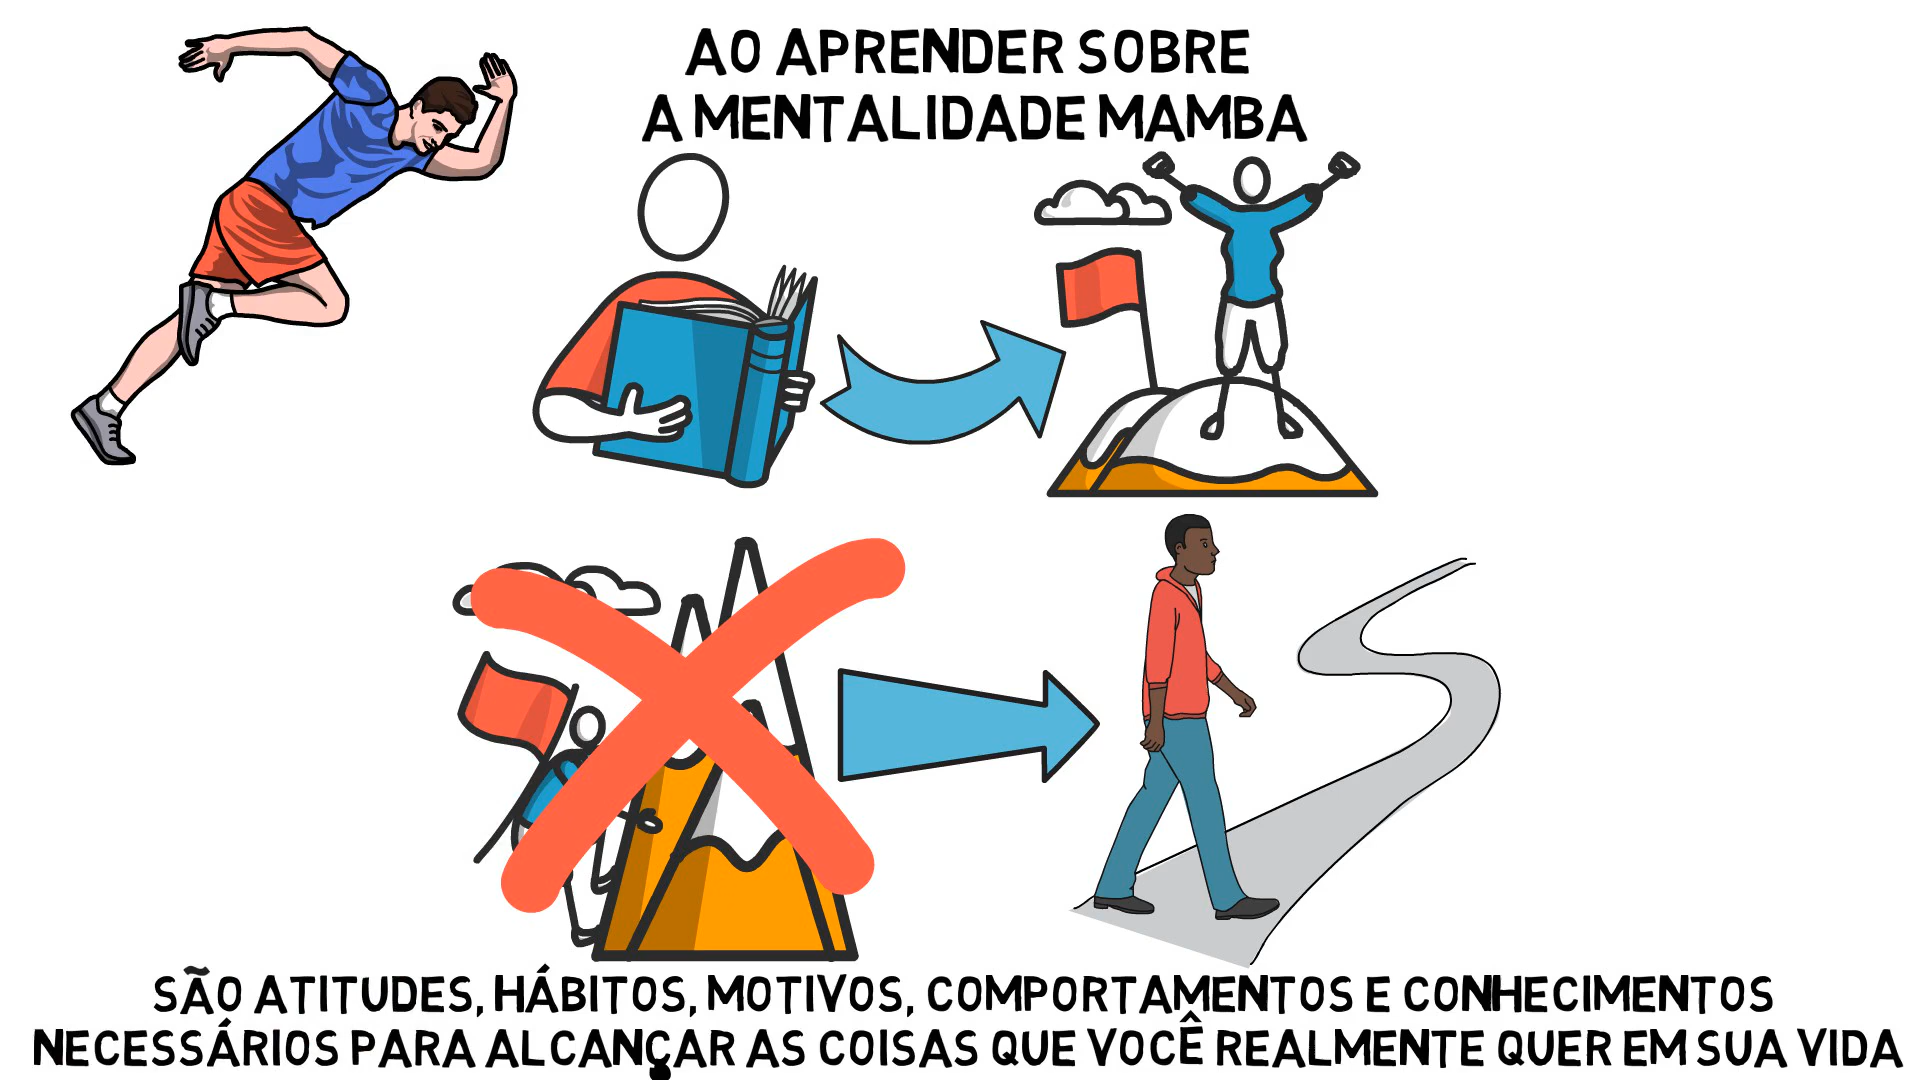 AO APRENDER SOBRE
A MENTALIDADE MAMBA
SÃO ATITUDES, HÁBITOS, MOTIVOS, COMPORTAMENTOS E CONHECIMENTOS
NECESSÁRIOS PARA ALCANÇAR AS COISAS QUE VOCÊ REALMENTE QUER EM SUA VIDA